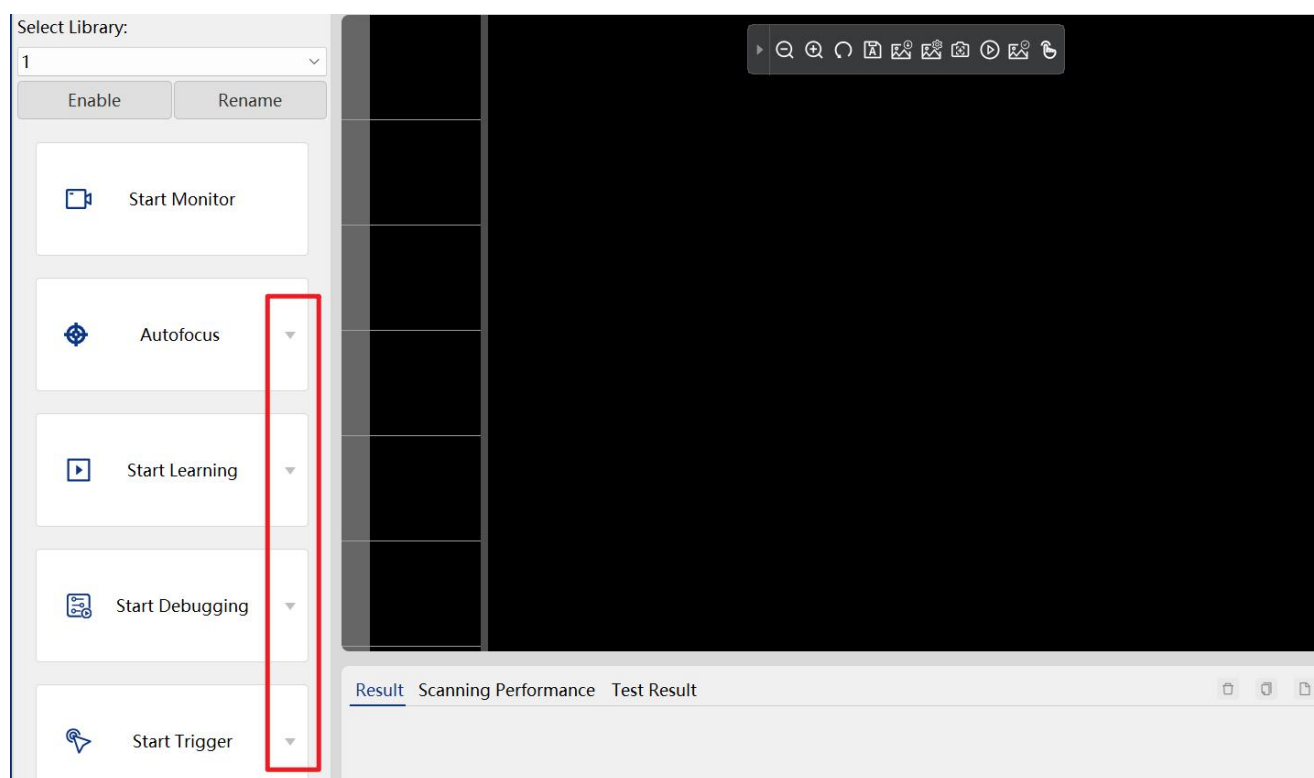 Select Library:
1
Enable Rename
Start Monitor
Autofocus
Start Learning
Start Debugging
Start Trigger
Result Scanning Performance Test Result